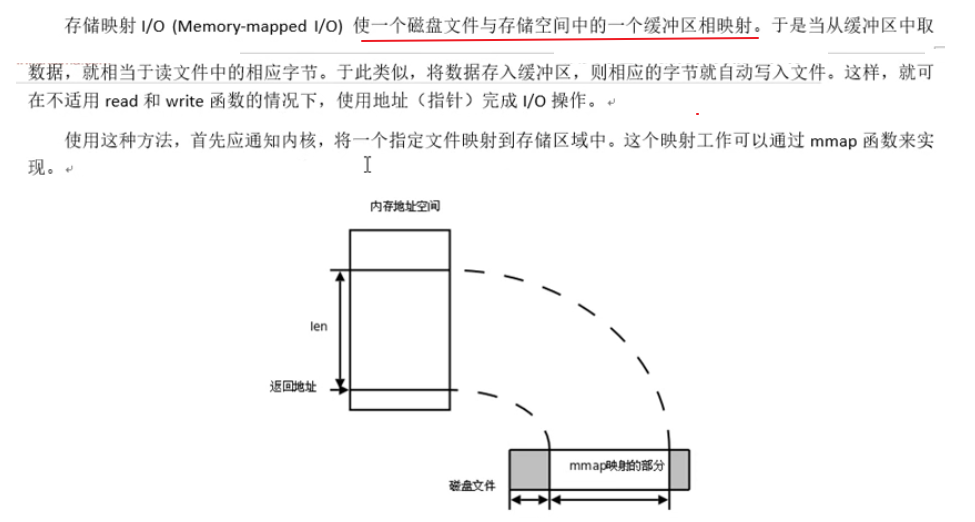 存储映射 I/O (Memory-mapped I/O) 使一个磁盘文件与存储空间中的一个缓冲区相映射。于是当从缓冲区中取
数据，就相当于读文件中的相应字节。于此类似，将数据存入缓冲区，则相应的字节就自动写入文件。这样，就可
在不适用 read 和 write 函数的情况下，使用地址（指针）完成 I/O 操作。
使用这种方法，首先应通知内核，将一个指定文件映射到存储区域中。这个映射工作可以通过 mmap 函数来实
现。
内存地址空间
len
返回地址
mmap映射的部分
磁盘文件